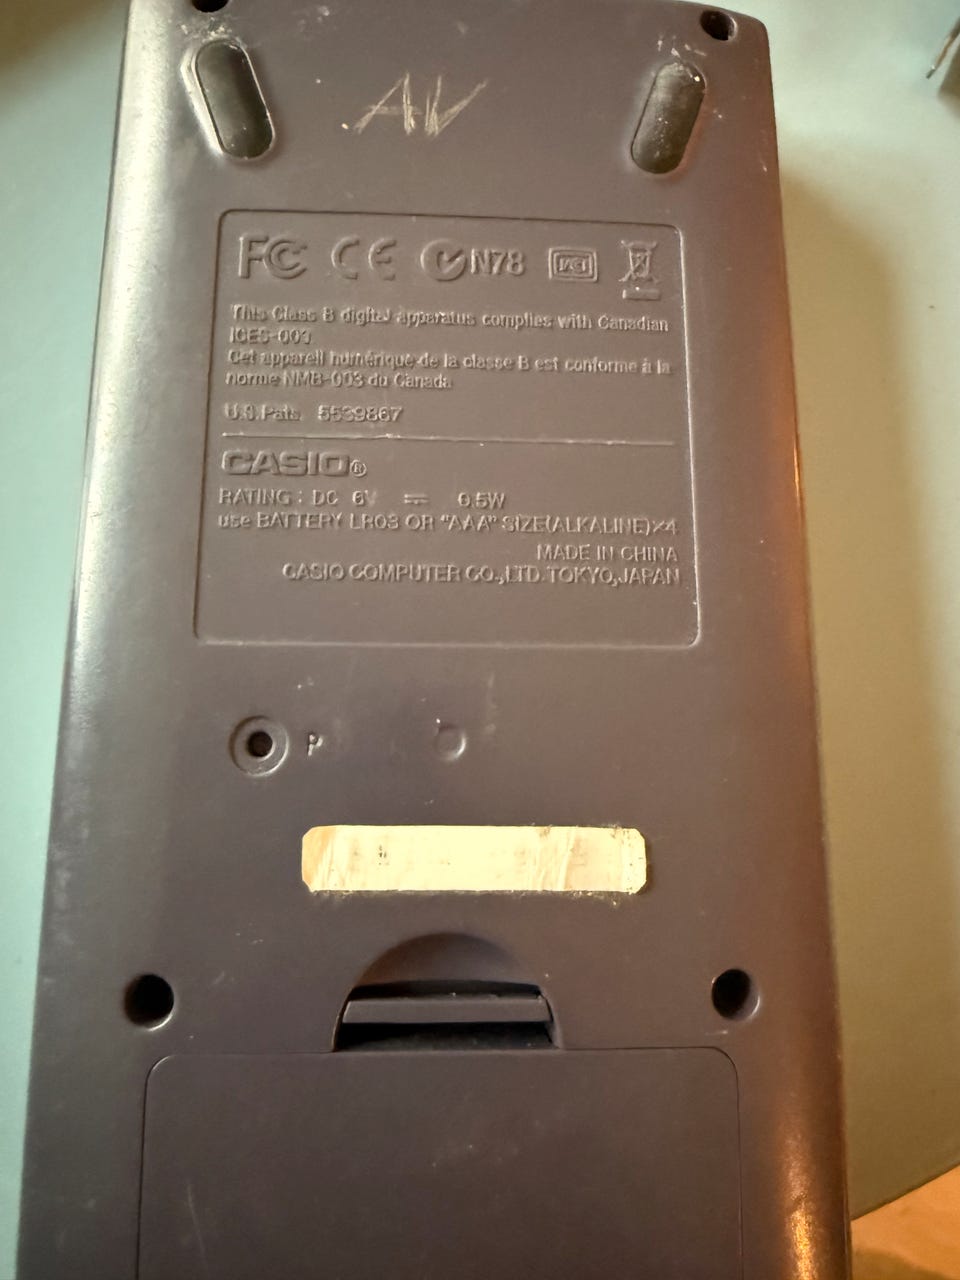 AV
FC CE N78
This Class B digital apparatus complies with Canadian
ICES-003
Cet appareil numérique de la classe B est conforme à la
norme NMB-003 du Canada
U.S.Pats. 5539867
CASIO®
RATING : DC 6V ⎓ 0.5W
use BATTERY LR03 OR "AAA" SIZE(ALKALINE)×4
MADE IN CHINA
CASIO COMPUTER CO.,LTD. TOKYO,JAPAN
P